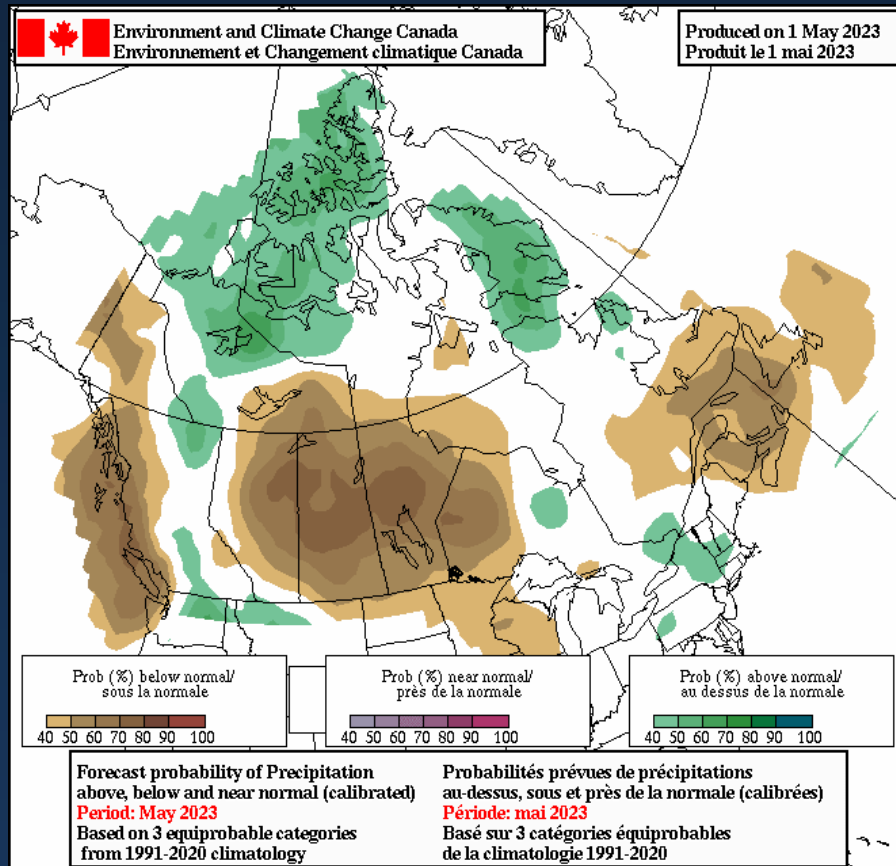 Environment and Climate Change Canada
Environnement et Changement climatique Canada
Produced on 1 May 2023
Produit le 1 mai 2023
Prob (%) below normal/
sous la normale
40 50 60 70 80 90 100
Prob (%) near normal/
près de la normale
40 50 60 70 80 90 100
Prob (%) above normal/
au dessus de la normale
40 50 60 70 80 90 100
Forecast probability of Precipitation
above, below and near normal (calibrated)
Period: May 2023
Based on 3 equiprobable categories
from 1991-2020 climatology
Probabilités prévues de précipitations
au-dessus, sous et près de la normale (calibrées)
Période: mai 2023
Basé sur 3 catégories équiprobables
de la climatologie 1991-2020